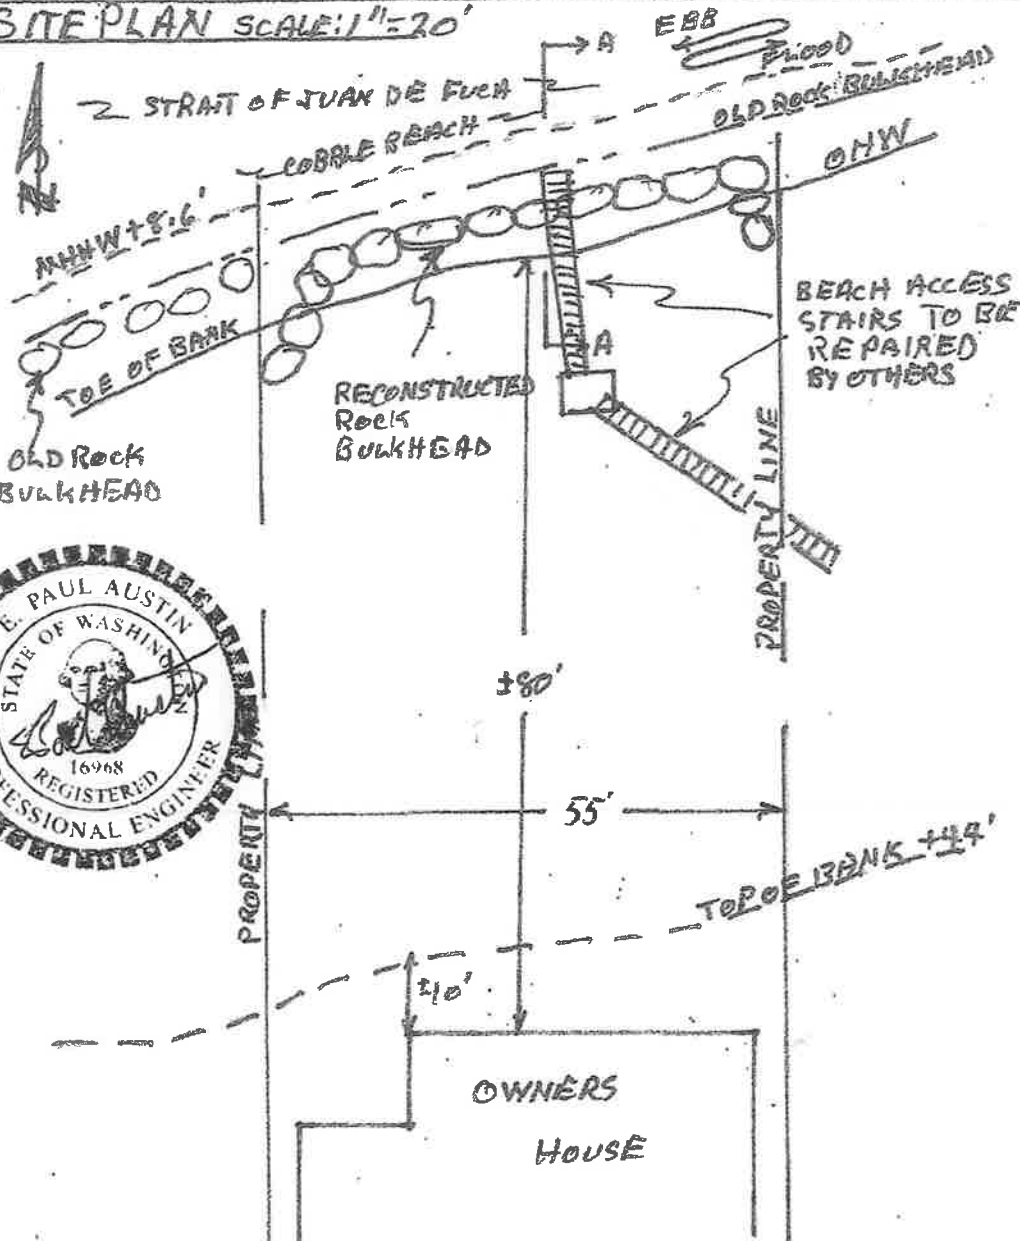 SITE PLAN SCALE: 1"=20'
A
EBB
FLOOD
STRAIT OF JUAN DE FUCA
OLD ROCK BULKHEAD
COBBLE BEACH
OHW
N
MHHW +8.6'
TOE OF BANK
BEACH ACCESS
STAIRS TO BE
REPAIRED
BY OTHERS
A
RECONSTRUCTED
ROCK
BULKHEAD
OLD ROCK
BULKHEAD
PROPERTY LINE
E. PAUL AUSTIN
STATE OF WASHINGTON
16968
REGISTERED
FESSIONAL ENGINEER
±80'
55'
PROPERTY
TOP OF BANK +44'
±10'
OWNERS
HOUSE